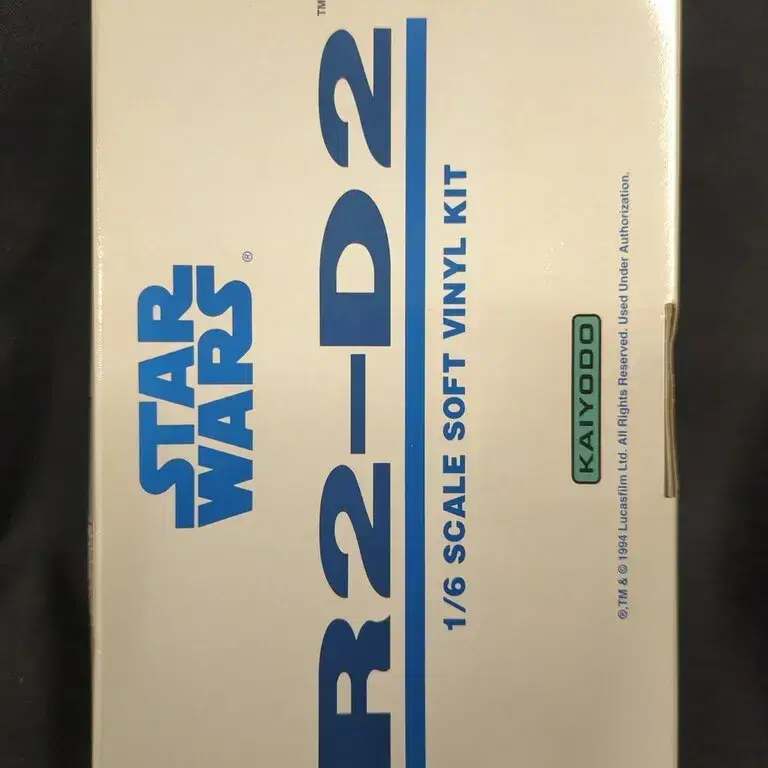 STAR
WARS®
R2-D2™
1/6 SCALE SOFT VINYL KIT
KAIYODO
®,TM & © 1994 Lucasfilm Ltd. All Rights Reserved. Used Under Authorization.